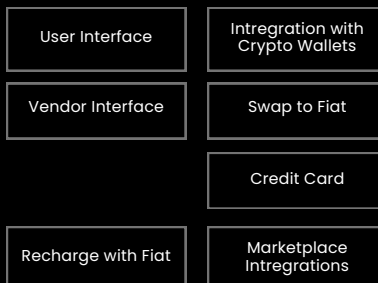 User Interface
Intregration with
Crypto Wallets
Vendor Interface
Swap to Fiat
Credit Card
Recharge with Fiat
Marketplace
Intregrations